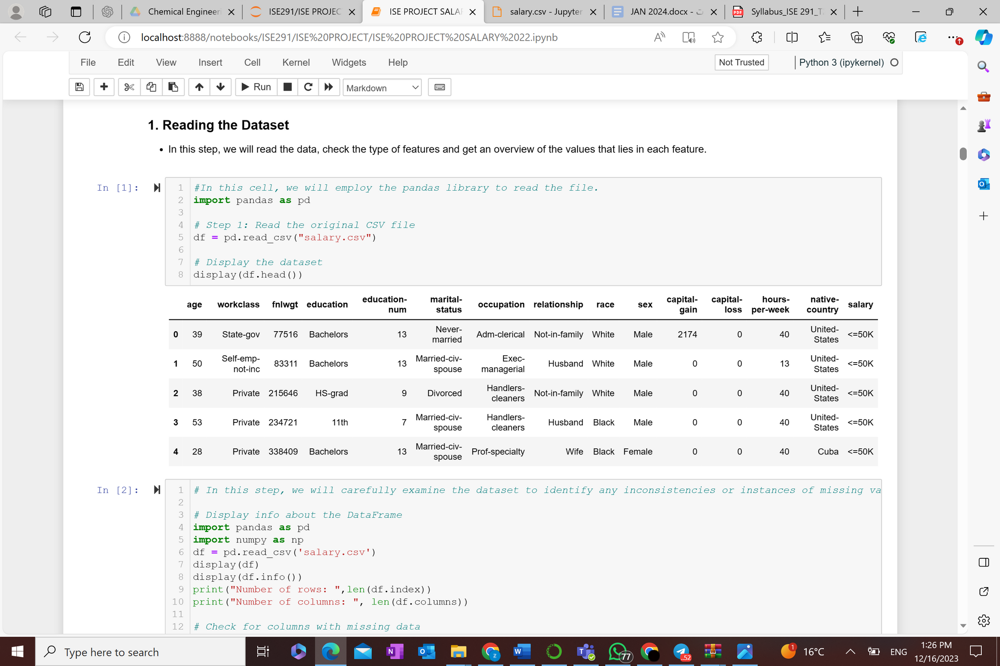 Chemical Engineeri
ISE291/ISE PROJEC
ISE PROJECT SALAR
salary.csv - Jupyter
JAN 2024.docx -
PDF
Syllabus_ISE 291_T
localhost:8888/notebooks/ISE291/ISE%20PROJECT/ISE%20PROJECT%20SALARY%2022.ipynb
File Edit View Insert Cell Kernel Widgets Help
Not Trusted
Python 3 (ipykernel)
Run
Markdown
1. Reading the Dataset
• In this step, we will read the data, check the type of features and get an overview of the values that lies in each feature.
In [1]:
1 #In this cell, we will employ the pandas library to read the file.
2 import pandas as pd
3
4 # Step 1: Read the original CSV file
5 df = pd.read_csv("salary.csv")
6
7 # Display the dataset
8 display(df.head())
age workclass fnlwgt education education-num marital-status occupation relationship race sex capital-gain capital-loss hours-per-week native-country salary
0 39 State-gov 77516 Bachelors 13 Never-married Adm-clerical Not-in-family White Male 2174 0 40 United-States <=50K
1 50 Self-emp-not-inc 83311 Bachelors 13 Married-civ-spouse Exec-managerial Husband White Male 0 0 13 United-States <=50K
2 38 Private 215646 HS-grad 9 Divorced Handlers-cleaners Not-in-family White Male 0 0 40 United-States <=50K
3 53 Private 234721 11th 7 Married-civ-spouse Handlers-cleaners Husband Black Male 0 0 40 United-States <=50K
4 28 Private 338409 Bachelors 13 Married-civ-spouse Prof-specialty Wife Black Female 0 0 40 Cuba <=50K
In [2]:
1 # In this step, we will carefully examine the dataset to identify any inconsistencies or instances of missing va
2
3 # Display info about the DataFrame
4 import pandas as pd
5 import numpy as np
6 df = pd.read_csv('salary.csv')
7 display(df)
8 display(df.info())
9 print("Number of rows: ",len(df.index))
10 print("Number of columns: ", len(df.columns))
11
12 # Check for columns with missing data
Type here to search
77
52
1
16°C
ENG
1:26 PM
12/16/2023